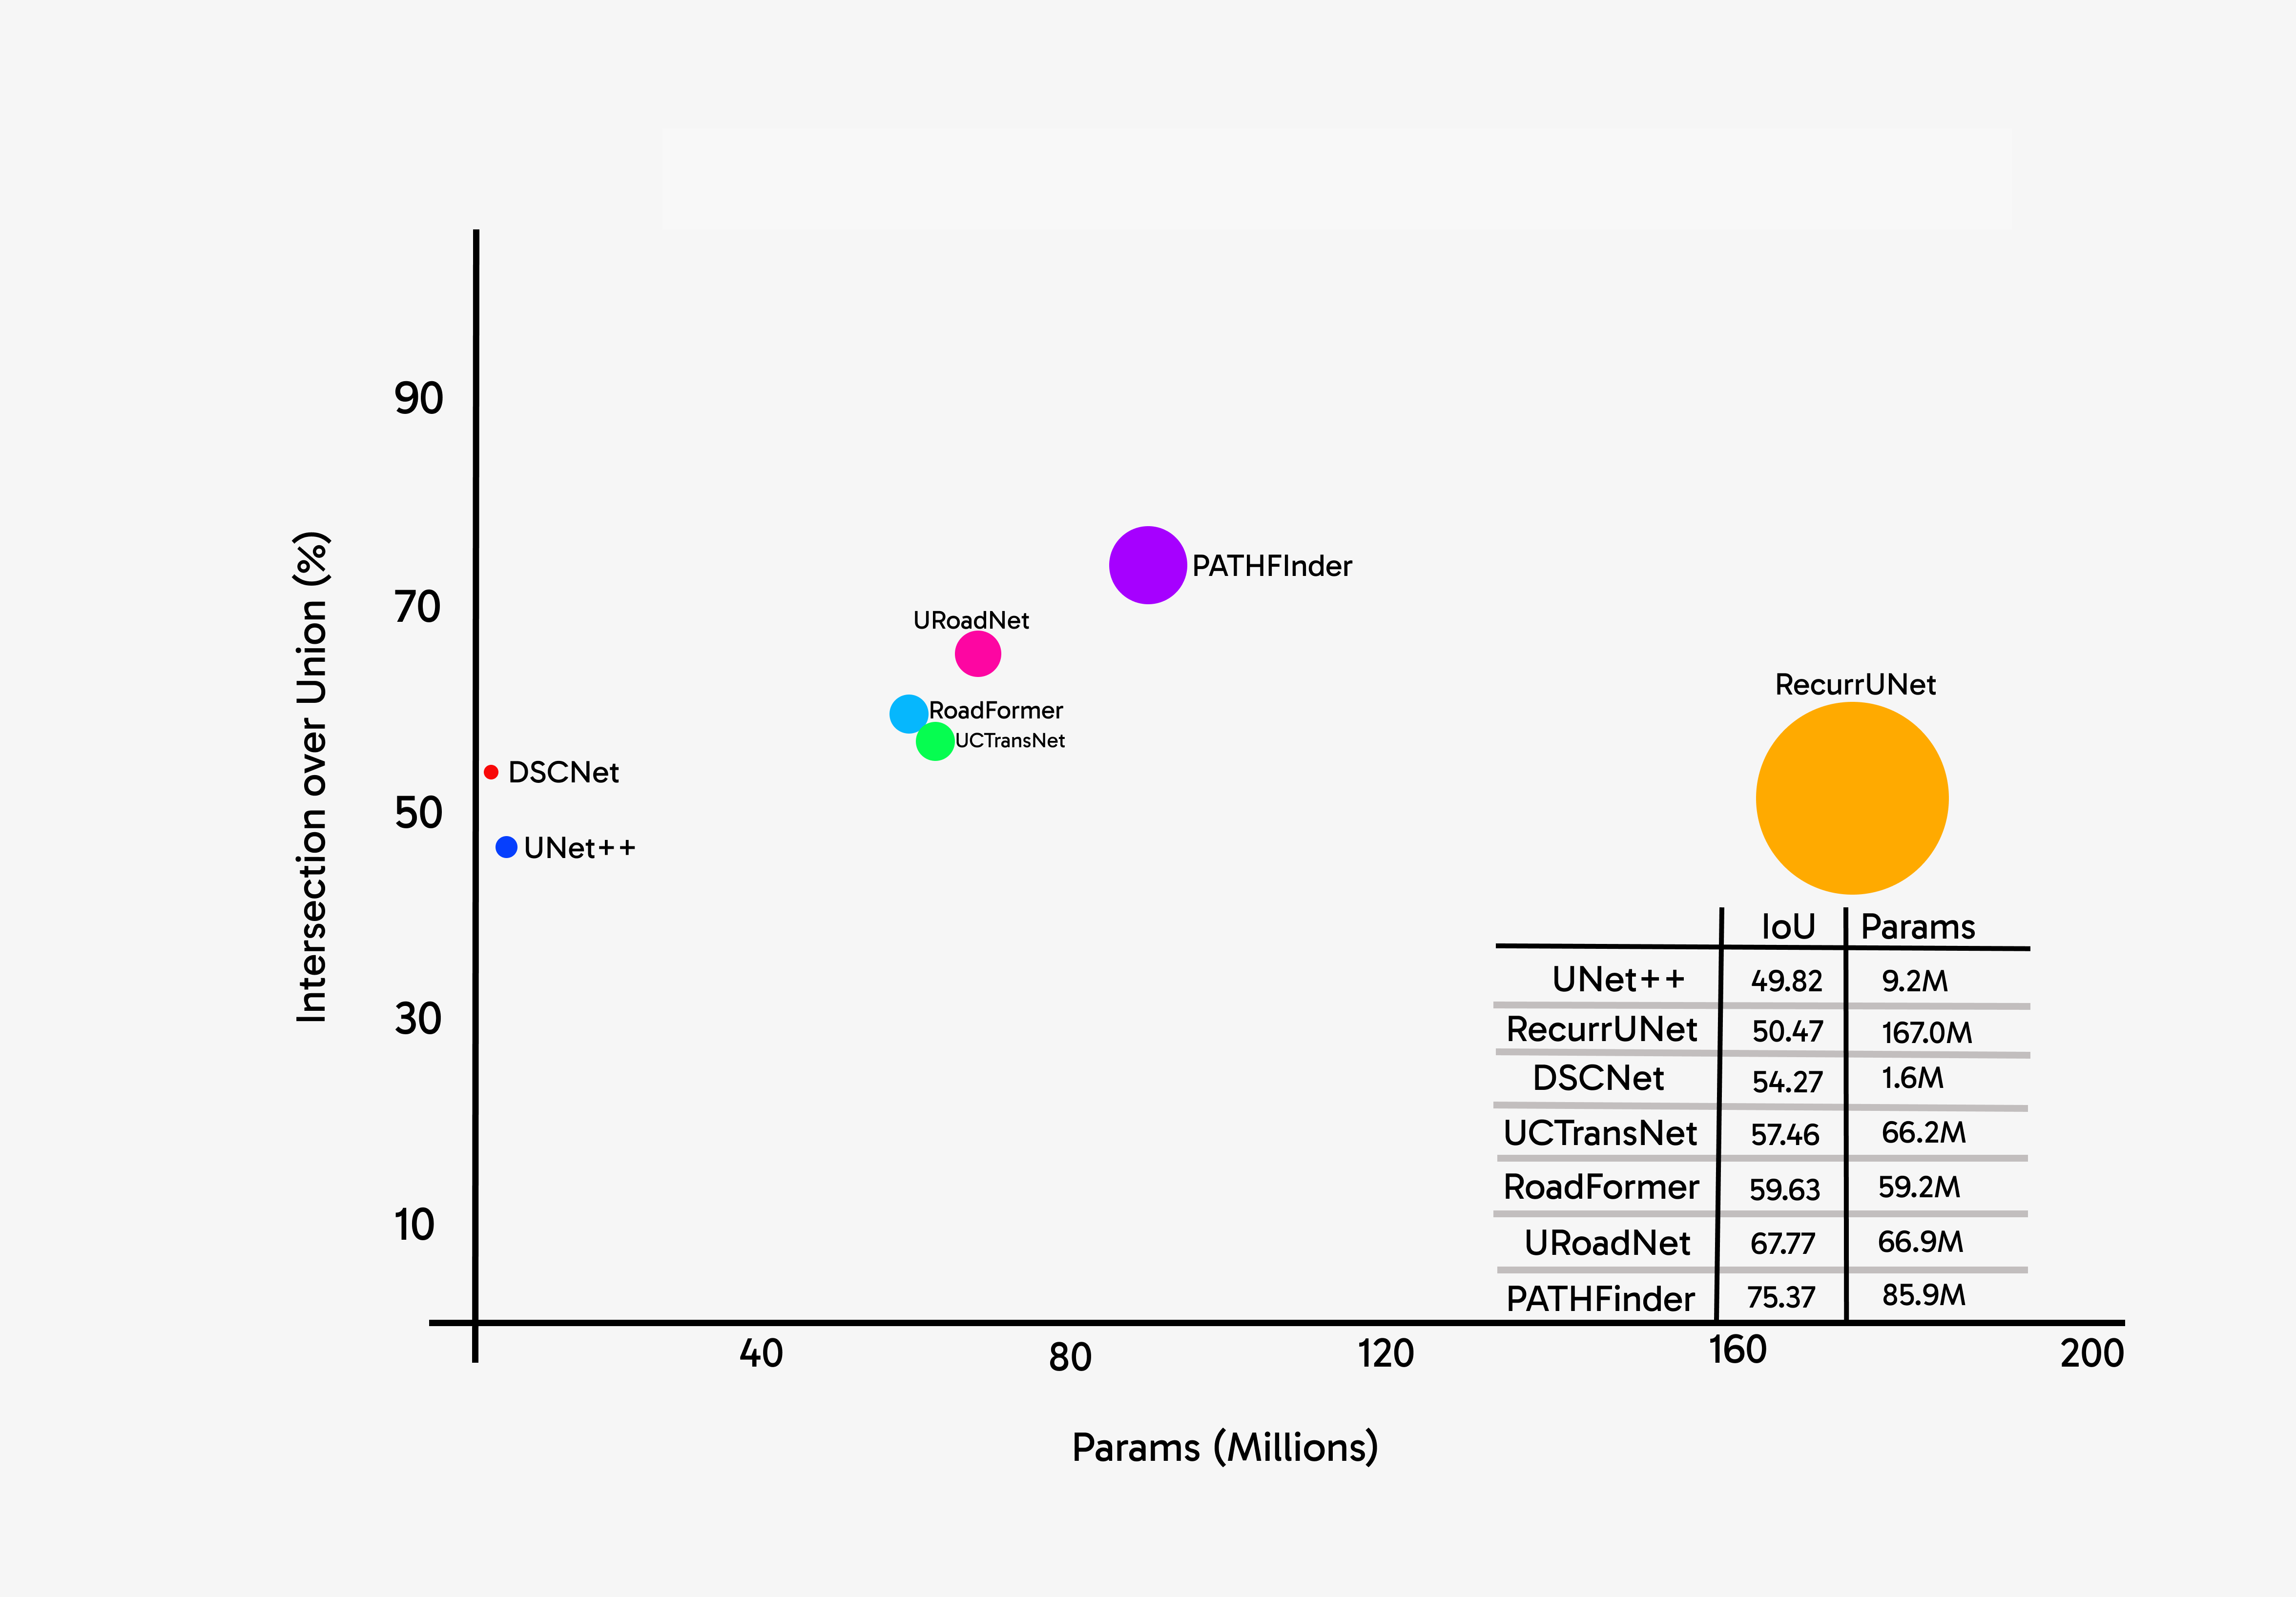 90
70
50
30
10
Intersection over Union (%)
PATHFInder
URoadNet
RoadFormer
UCTransNet
DSCNet
UNet++
RecurrUNet
IoU Params
UNet++ 49.82 9.2M
RecurrUNet 50.47 167.0M
DSCNet 54.27 1.6M
UCTransNet 57.46 66.2M
RoadFormer 59.63 59.2M
URoadNet 67.77 66.9M
PATHFinder 75.37 85.9M
40 80 120 160 200
Params (Millions)